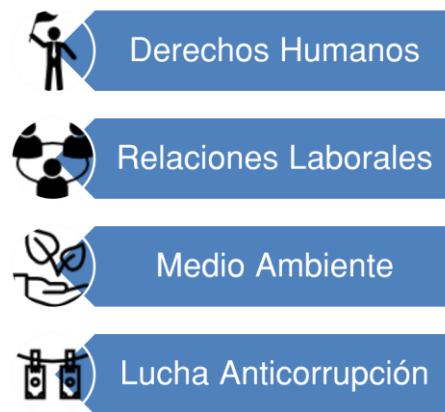 Derechos Humanos
Relaciones Laborales
Medio Ambiente
Lucha Anticorrupción